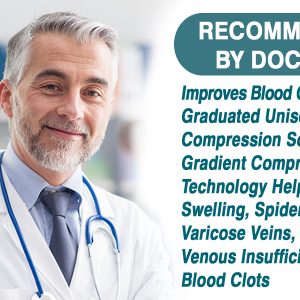 RECOMM
BY DOC
Improves Blood C
Graduated Unise
Compression So
Gradient Compr
Technology Help
Swelling, Spider
Varicose Veins,
Venous Insuffici
Blood Clots